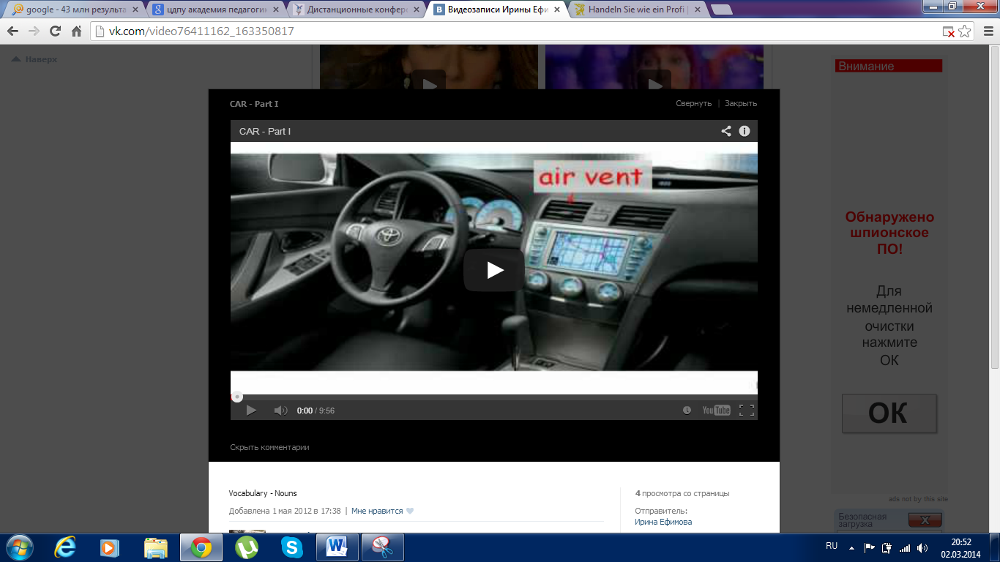 google - 43 млн результа
цдпу академия педагоги
Дистанционные конфере
Видеозаписи Ирины Ефи
Handeln Sie wie ein Profi
vk.com/video76411162_163350817
Наверх
Внимание
CAR - Part I
Свернуть | Закрыть
CAR - Part I
air vent
Обнаружено
шпионское
ПО!
Для
немедленной
очистки
нажмите
ОК
ОК
0:00 / 9:56
YouTube
Скрыть комментарии
Vocabulary - Nouns
4 просмотра со страницы
Добавлена 1 мая 2012 в 17:38 | Мне нравится
Отправитель:
Ирина Ефимова
ads not by this site
Безопасная
загрузка
RU
20:52
02.03.2014